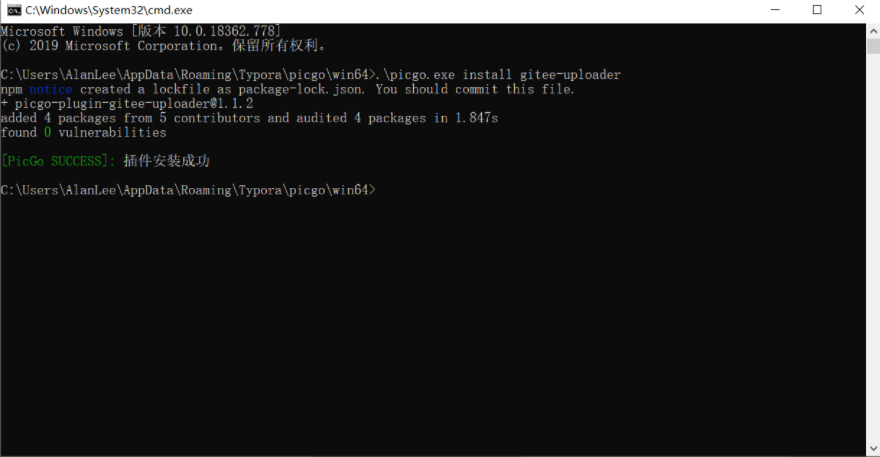 C:\Windows\System32\cmd.exe
Microsoft Windows [版本 10.0.18362.778]
(c) 2019 Microsoft Corporation。保留所有权利。
C:\Users\AlanLee\AppData\Roaming\Typora\picgo\win64>.\picgo.exe install gitee-uploader
npm notice created a lockfile as package-lock.json. You should commit this file.
+ picgo-plugin-gitee-uploader@1.1.2
added 4 packages from 5 contributors and audited 4 packages in 1.847s
found 0 vulnerabilities
[PicGo SUCCESS]: 插件安装成功
C:\Users\AlanLee\AppData\Roaming\Typora\picgo\win64>